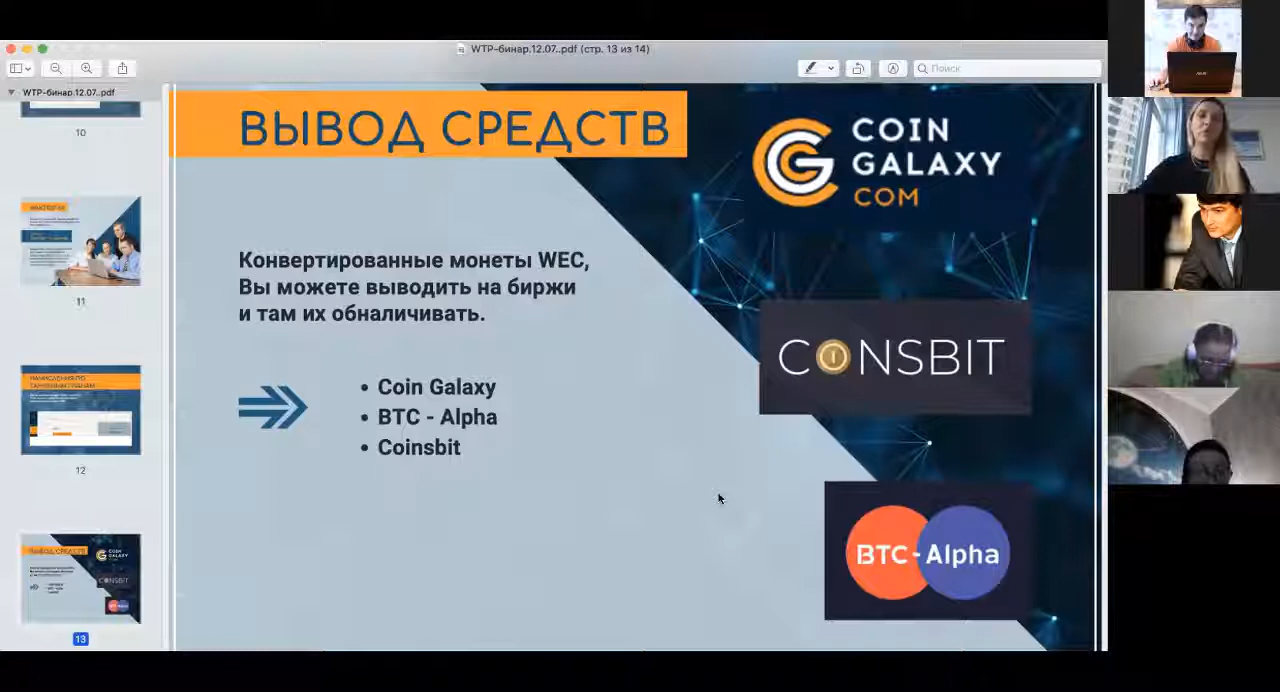 WTP-бинар.12.07..pdf (стр. 13 из 14)
Поиск
WTP-бинар.12.07..pdf
10
11
12
13
ВЫВОД СРЕДСТВ
COIN
GALAXY
COM
Конвертированные монеты WEC,
Вы можете выводить на биржи
и там их обналичивать.
• Coin Galaxy
• BTC - Alpha
• Coinsbit
CONSBIT
BTC-Alpha